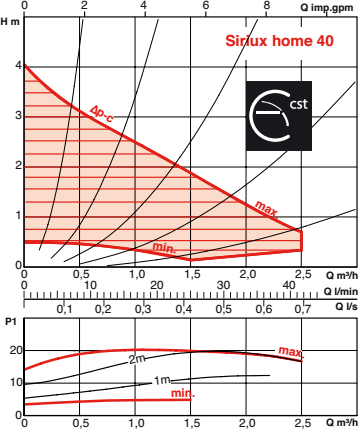 0 2 4 6 8 Q imp.gpm
H m
Sirlux home 40
4
Δp-c
cst
3
2
max.
1
min.
0
0 0,5 1,0 1,5 2,0 2,5 Q m³/h
0 10 20 30 40 Q l/min
0,1 0,2 0,3 0,4 0,5 0,6 0,7 Q l/s
P1
20
2m
max.
10
1m
min.
0
0 0,5 1,0 1,5 2,0 2,5 Q m³/h